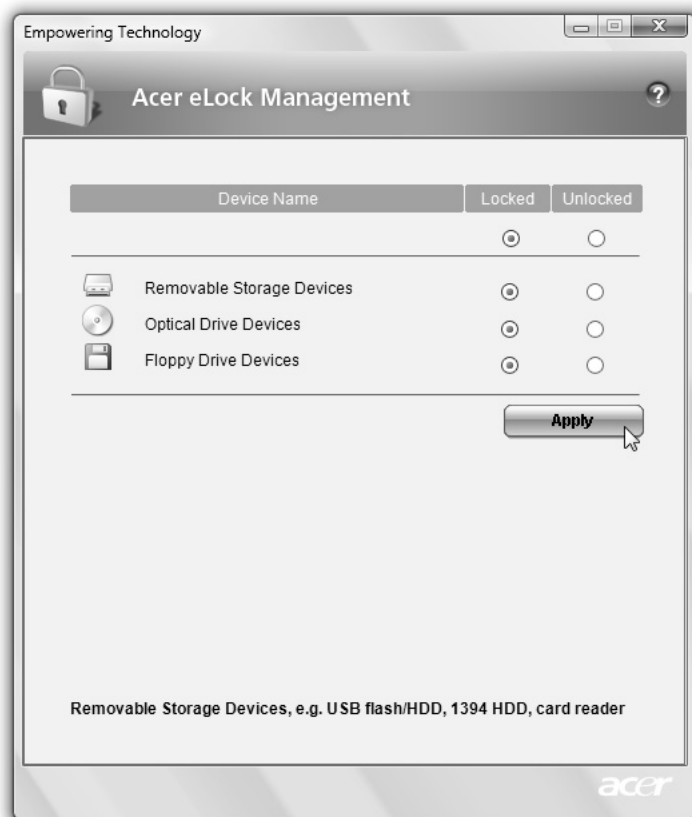 Empowering Technology
Acer eLock Management
?
Device Name Locked Unlocked
Removable Storage Devices
Optical Drive Devices
Floppy Drive Devices
Apply
Removable Storage Devices, e.g. USB flash/HDD, 1394 HDD, card reader
acer